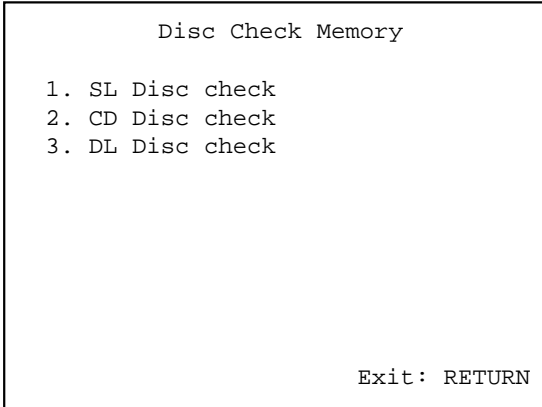 Disc Check Memory
1. SL Disc check
2. CD Disc check
3. DL Disc check
Exit: RETURN